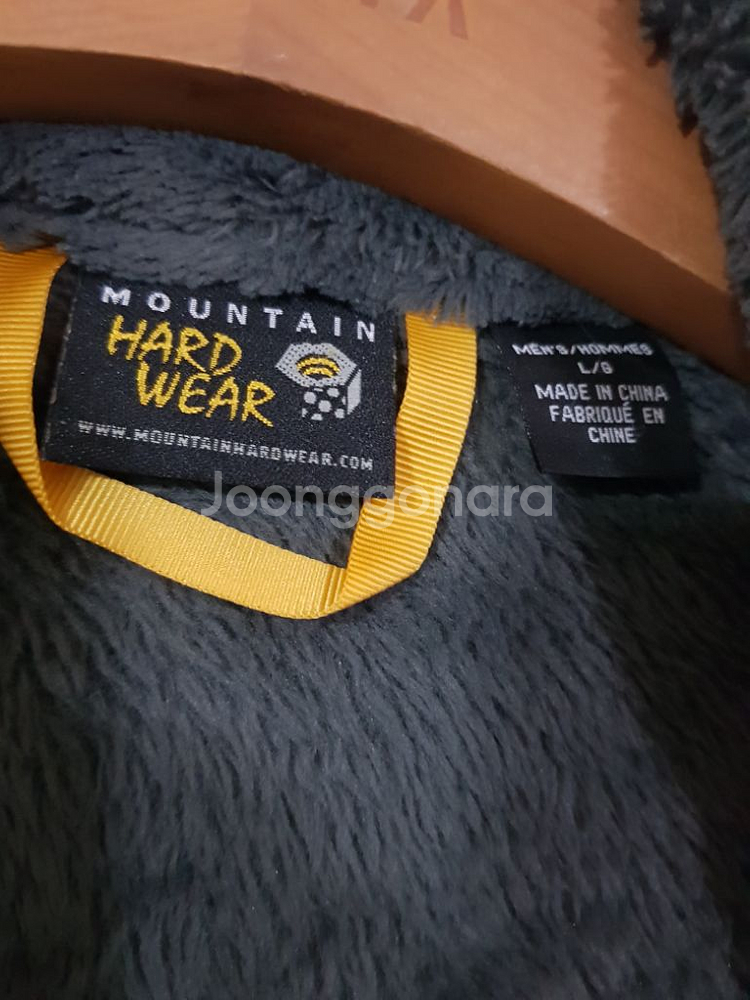 MOUNTAIN
HARD
WEAR
WWW.MOUNTAINHARDWEAR.COM
MEN'S/HOMMES
L/G
MADE IN CHINA
FABRIQUÉ EN
CHINE
Joonggonara